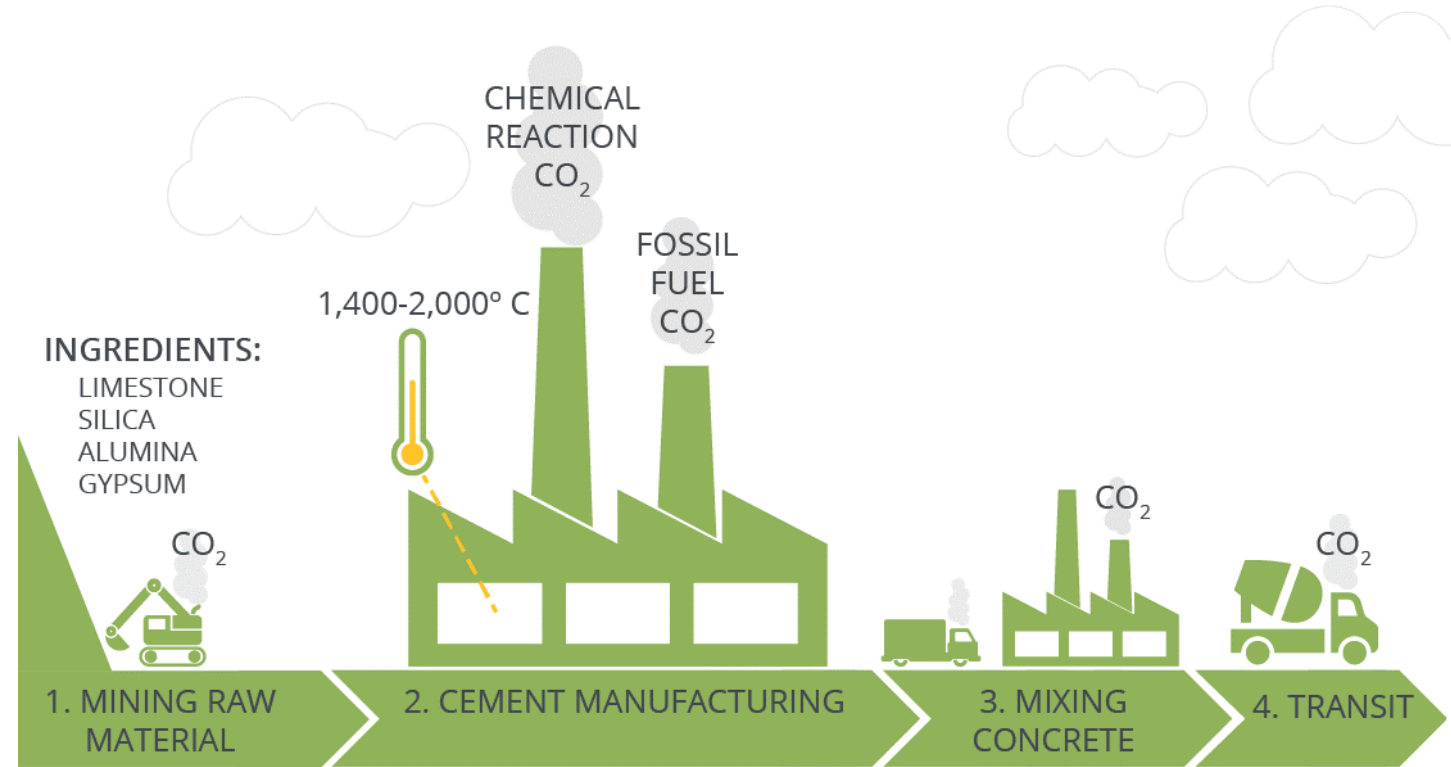 CHEMICAL
REACTION
CO₂
FOSSIL
FUEL
CO₂
1,400-2,000º C
INGREDIENTS:
LIMESTONE
SILICA
ALUMINA
GYPSUM
CO₂
CO₂
CO₂
1. MINING RAW
MATERIAL
2. CEMENT MANUFACTURING
3. MIXING
CONCRETE
4. TRANSIT